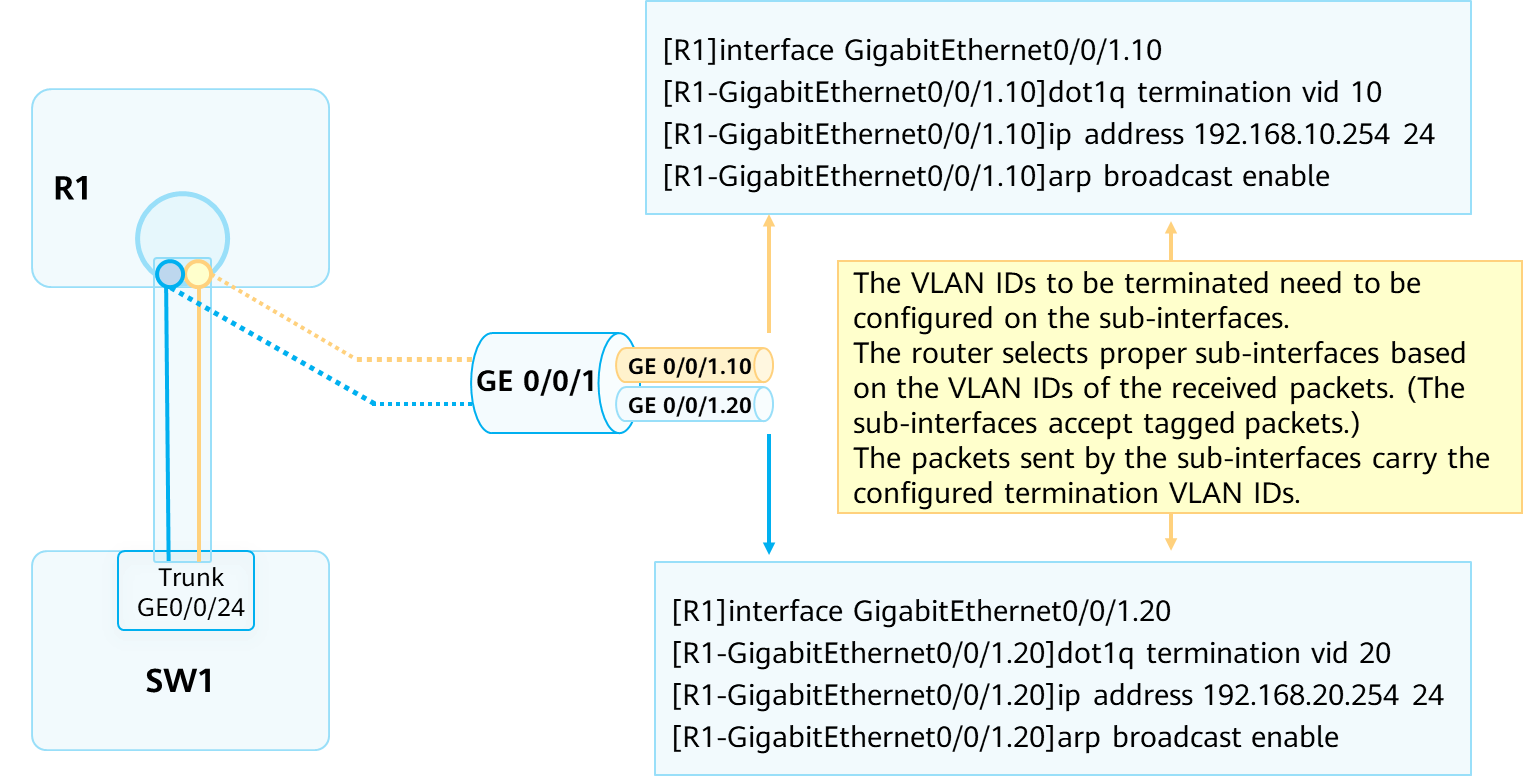 [R1]interface GigabitEthernet0/0/1.10
[R1-GigabitEthernet0/0/1.10]dot1q termination vid 10
[R1-GigabitEthernet0/0/1.10]ip address 192.168.10.254 24
[R1-GigabitEthernet0/0/1.10]arp broadcast enable
R1
The VLAN IDs to be terminated need to be
configured on the sub-interfaces.
The router selects proper sub-interfaces based
on the VLAN IDs of the received packets. (The
sub-interfaces accept tagged packets.)
The packets sent by the sub-interfaces carry the
configured termination VLAN IDs.
GE 0/0/1
GE 0/0/1.10
GE 0/0/1.20
Trunk
GE0/0/24
SW1
[R1]interface GigabitEthernet0/0/1.20
[R1-GigabitEthernet0/0/1.20]dot1q termination vid 20
[R1-GigabitEthernet0/0/1.20]ip address 192.168.20.254 24
[R1-GigabitEthernet0/0/1.20]arp broadcast enable